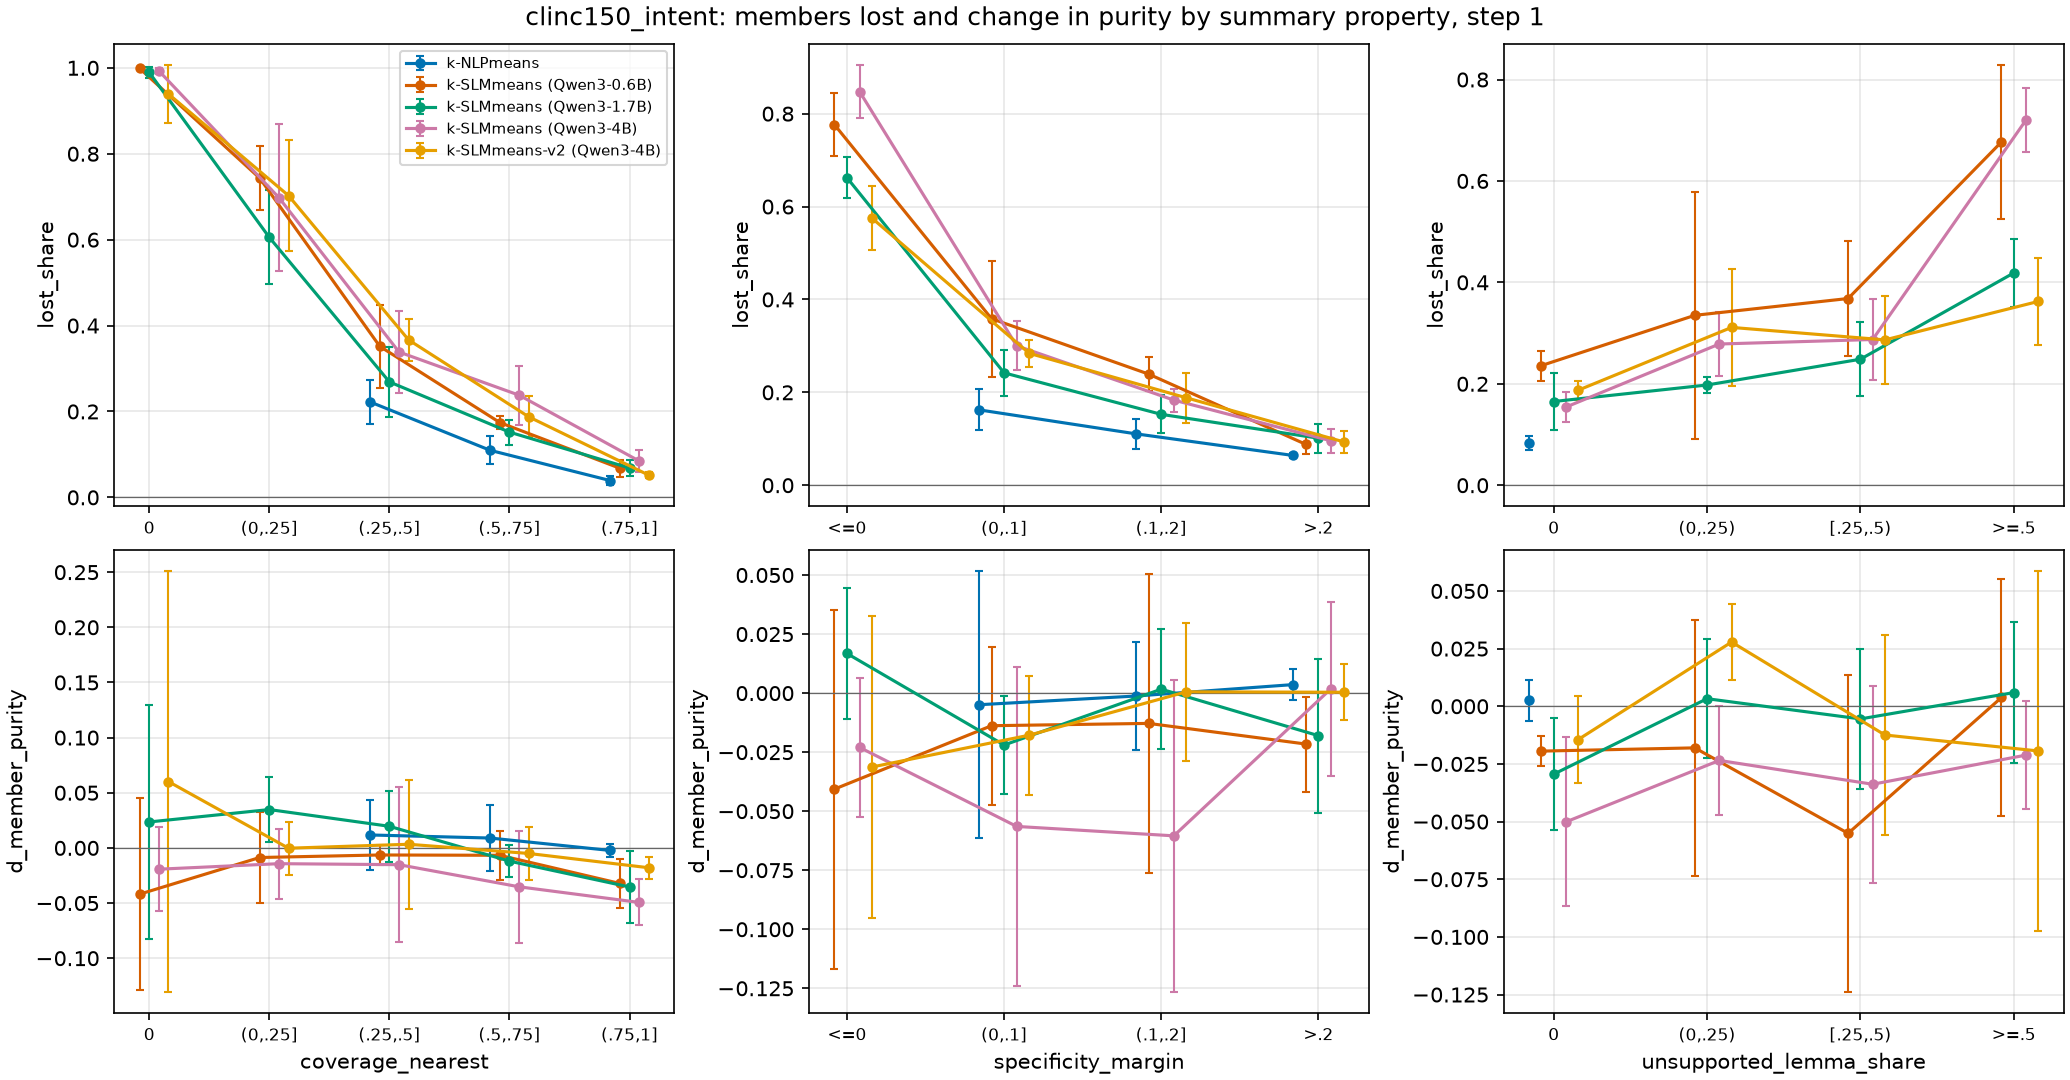 clinc150_intent: members lost and change in purity by summary property, step 1
k-NLPmeans
k-SLMmeans (Qwen3-0.6B)
k-SLMmeans (Qwen3-1.7B)
k-SLMmeans (Qwen3-4B)
k-SLMmeans-v2 (Qwen3-4B)
lost_share
1.0
0.8
0.6
0.4
0.2
0.0
0 (0,.25] (.25,.5] (.5,.75] (.75,1]
lost_share
0.8
0.6
0.4
0.2
0.0
<=0 (0,.1] (.1,.2] >.2
lost_share
0.8
0.6
0.4
0.2
0.0
0 (0,.25) [.25,.5) >=.5
d_member_purity
0.25
0.20
0.15
0.10
0.05
0.00
−0.05
−0.10
0 (0,.25] (.25,.5] (.5,.75] (.75,1]
coverage_nearest
d_member_purity
0.050
0.025
0.000
−0.025
−0.050
−0.075
−0.100
−0.125
<=0 (0,.1] (.1,.2] >.2
specificity_margin
d_member_purity
0.050
0.025
0.000
−0.025
−0.050
−0.075
−0.100
−0.125
0 (0,.25) [.25,.5) >=.5
unsupported_lemma_share